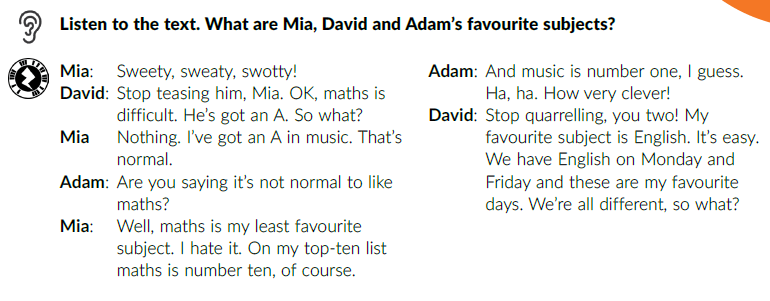 Listen to the text. What are Mia, David and Adam's favourite subjects?
Mia: Sweety, sweaty, swotty!
David: Stop teasing him, Mia. OK, maths is
difficult. He's got an A. So what?
Mia Nothing. I've got an A in music. That's
normal.
Adam: Are you saying it's not normal to like
maths?
Mia: Well, maths is my least favourite
subject. I hate it. On my top-ten list
maths is number ten, of course.
Adam: And music is number one, I guess.
Ha, ha. How very clever!
David: Stop quarrelling, you two! My
favourite subject is English. It's easy.
We have English on Monday and
Friday and these are my favourite
days. We're all different, so what?